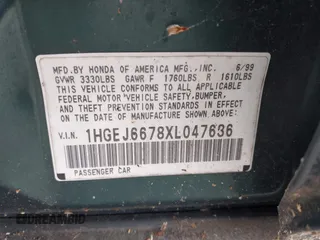 MFD.BY HONDA OF AMERICA MFG.,INC. 6/99
GVWR 3330LBS GAWR F 1760LBS R 1610LBS
THIS VEHICLE CONFORMS TO ALL APPLICABLE
FEDERAL MOTOR VEHICLE SAFETY, BUMPER,
AND THEFT PREVENTION STANDARDS IN EFFECT
ON THE DATE OF MANUFACTURE SHOWN ABOVE.
V.I.N. 1HGEJ6678XL047636
PASSENGER CAR
IDREAMBID